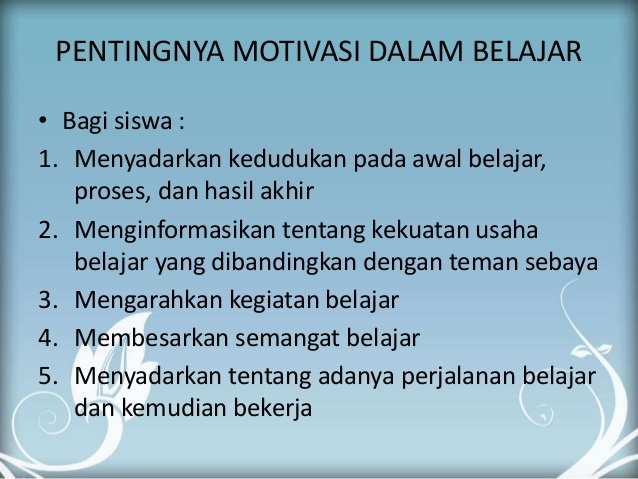 PENTINGNYA MOTIVASI DALAM BELAJAR
• Bagi siswa :
1. Menyadarkan kedudukan pada awal belajar,
proses, dan hasil akhir
2. Menginformasikan tentang kekuatan usaha
belajar yang dibandingkan dengan teman sebaya
3. Mengarahkan kegiatan belajar
4. Membesarkan semangat belajar
5. Menyadarkan tentang adanya perjalanan belajar
dan kemudian bekerja